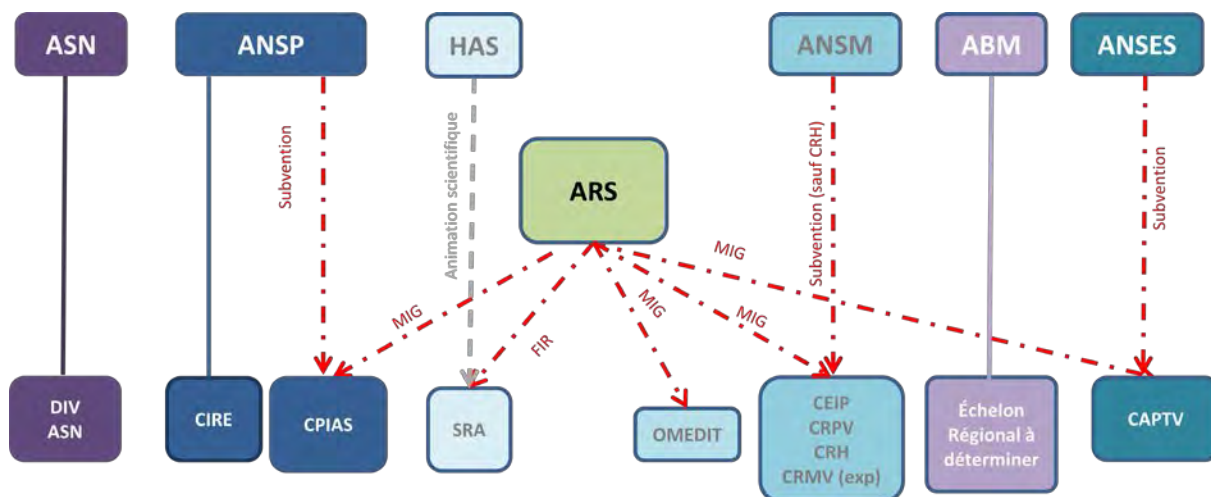 ASN
ANSP
HAS
ANSM
ABM
ANSES
Subvention
Animation scientifique
ARS
Subvention (sauf CRH)
Subvention
MIG
FIR
MIG
MIG
MIG
DIV
ASN
CIRE
CPIAS
SRA
OMEDIT
CEIP
CRPV
CRH
CRMV (exp)
Échelon
Régional à
déterminer
CAPTV